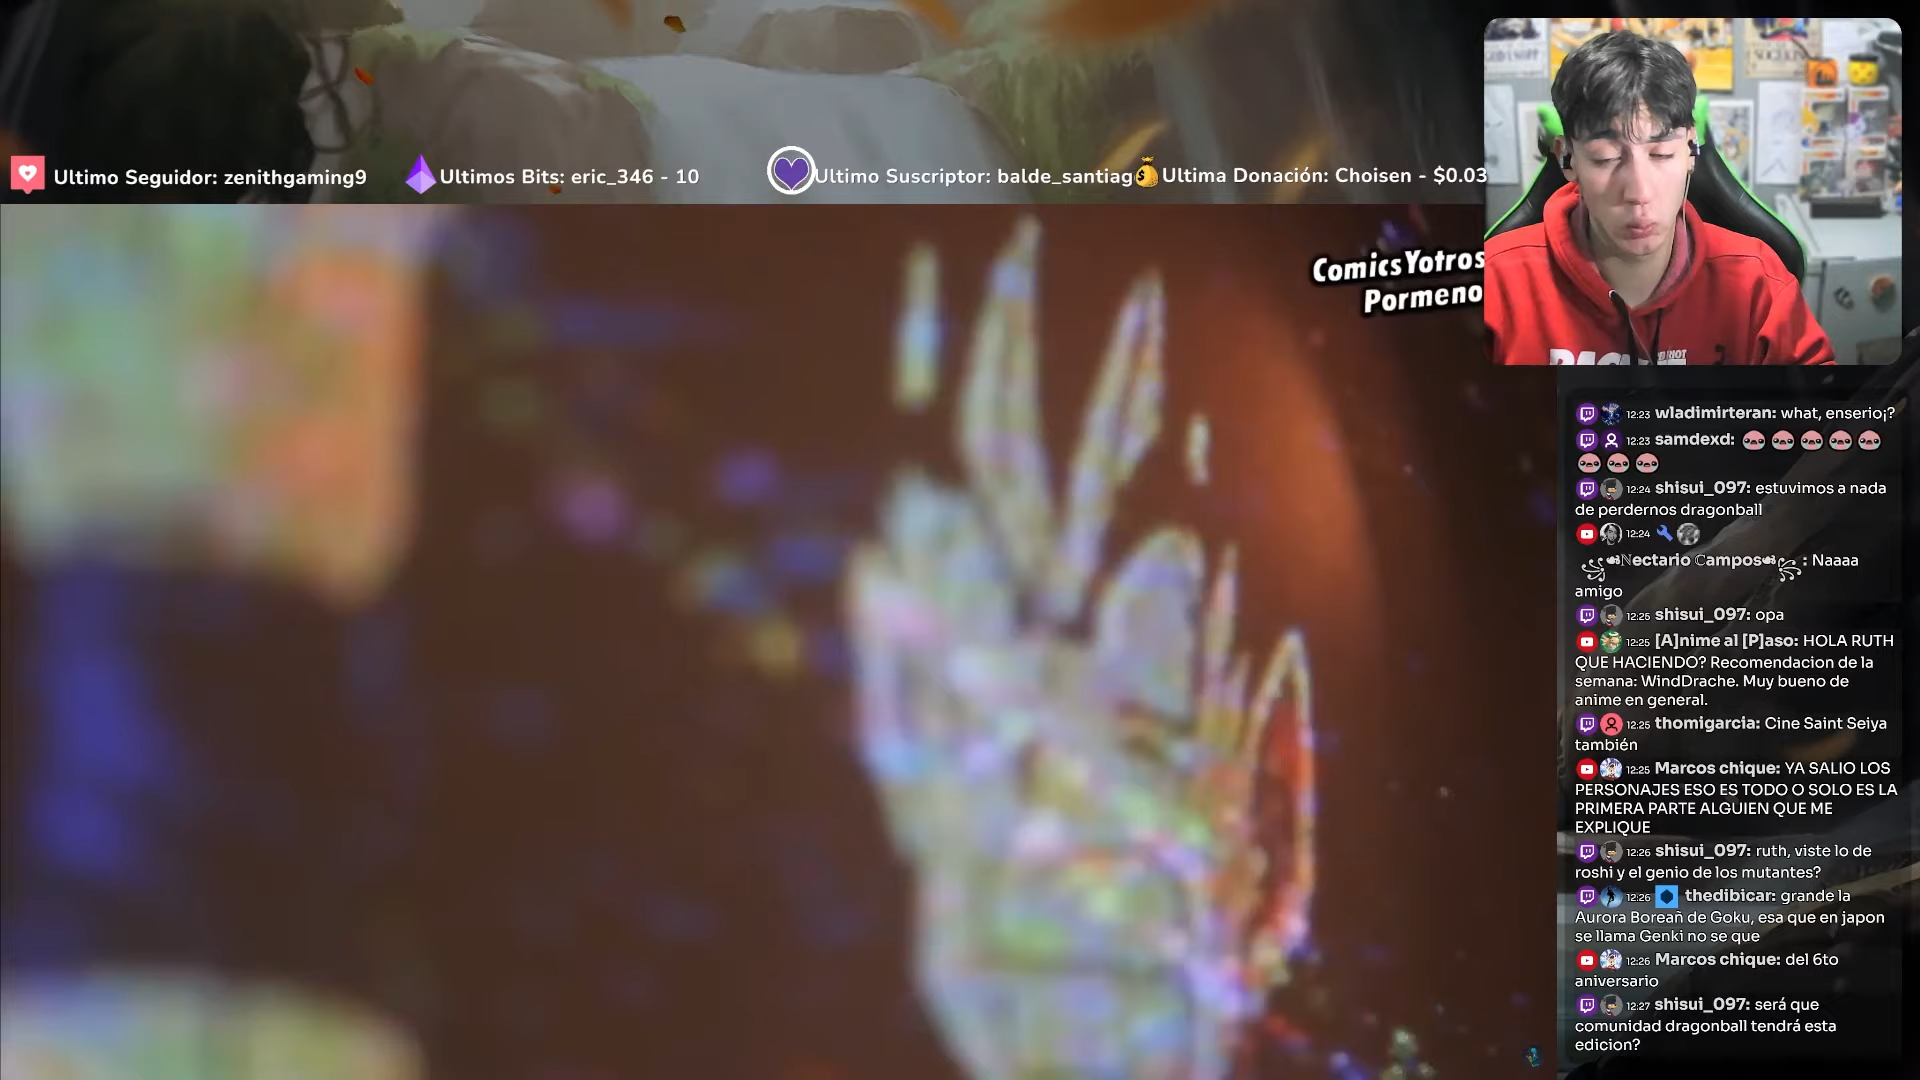 Ultimo Seguidor: zenithgaming9
Ultimos Bits: eric_346 - 10
Ultimo Suscriptor: balde_santiag
Ultima Donación: Choisen - $0.03
ComicsYotros
Pormeno
12:23 wladimirteran: what, enserio¡?
12:23 samdexd:
12:24 shisui_097: estuvimos a nada
de perdernos dragonball
12:24
ℕectario ℂampos : Naaaa
amigo
12:25 shisui_097: opa
12:25 [A]nime al [P]aso: HOLA RUTH
QUE HACIENDO? Recomendacion de la
semana: WindDrache. Muy bueno de
anime en general.
12:25 thomigarcia: Cine Saint Seiya
también
12:25 Marcos chique: YA SALIO LOS
PERSONAJES ESO ES TODO O SOLO ES LA
PRIMERA PARTE ALGUIEN QUE ME
EXPLIQUE
12:26 shisui_097: ruth, viste lo de
roshi y el genio de los mutantes?
12:26 thedibicar: grande la
Aurora Boreañ de Goku, esa que en japon
se llama Genki no se que
12:26 Marcos chique: del 6to
aniversario
12:27 shisui_097: será que
comunidad dragonball tendrá esta
edicion?